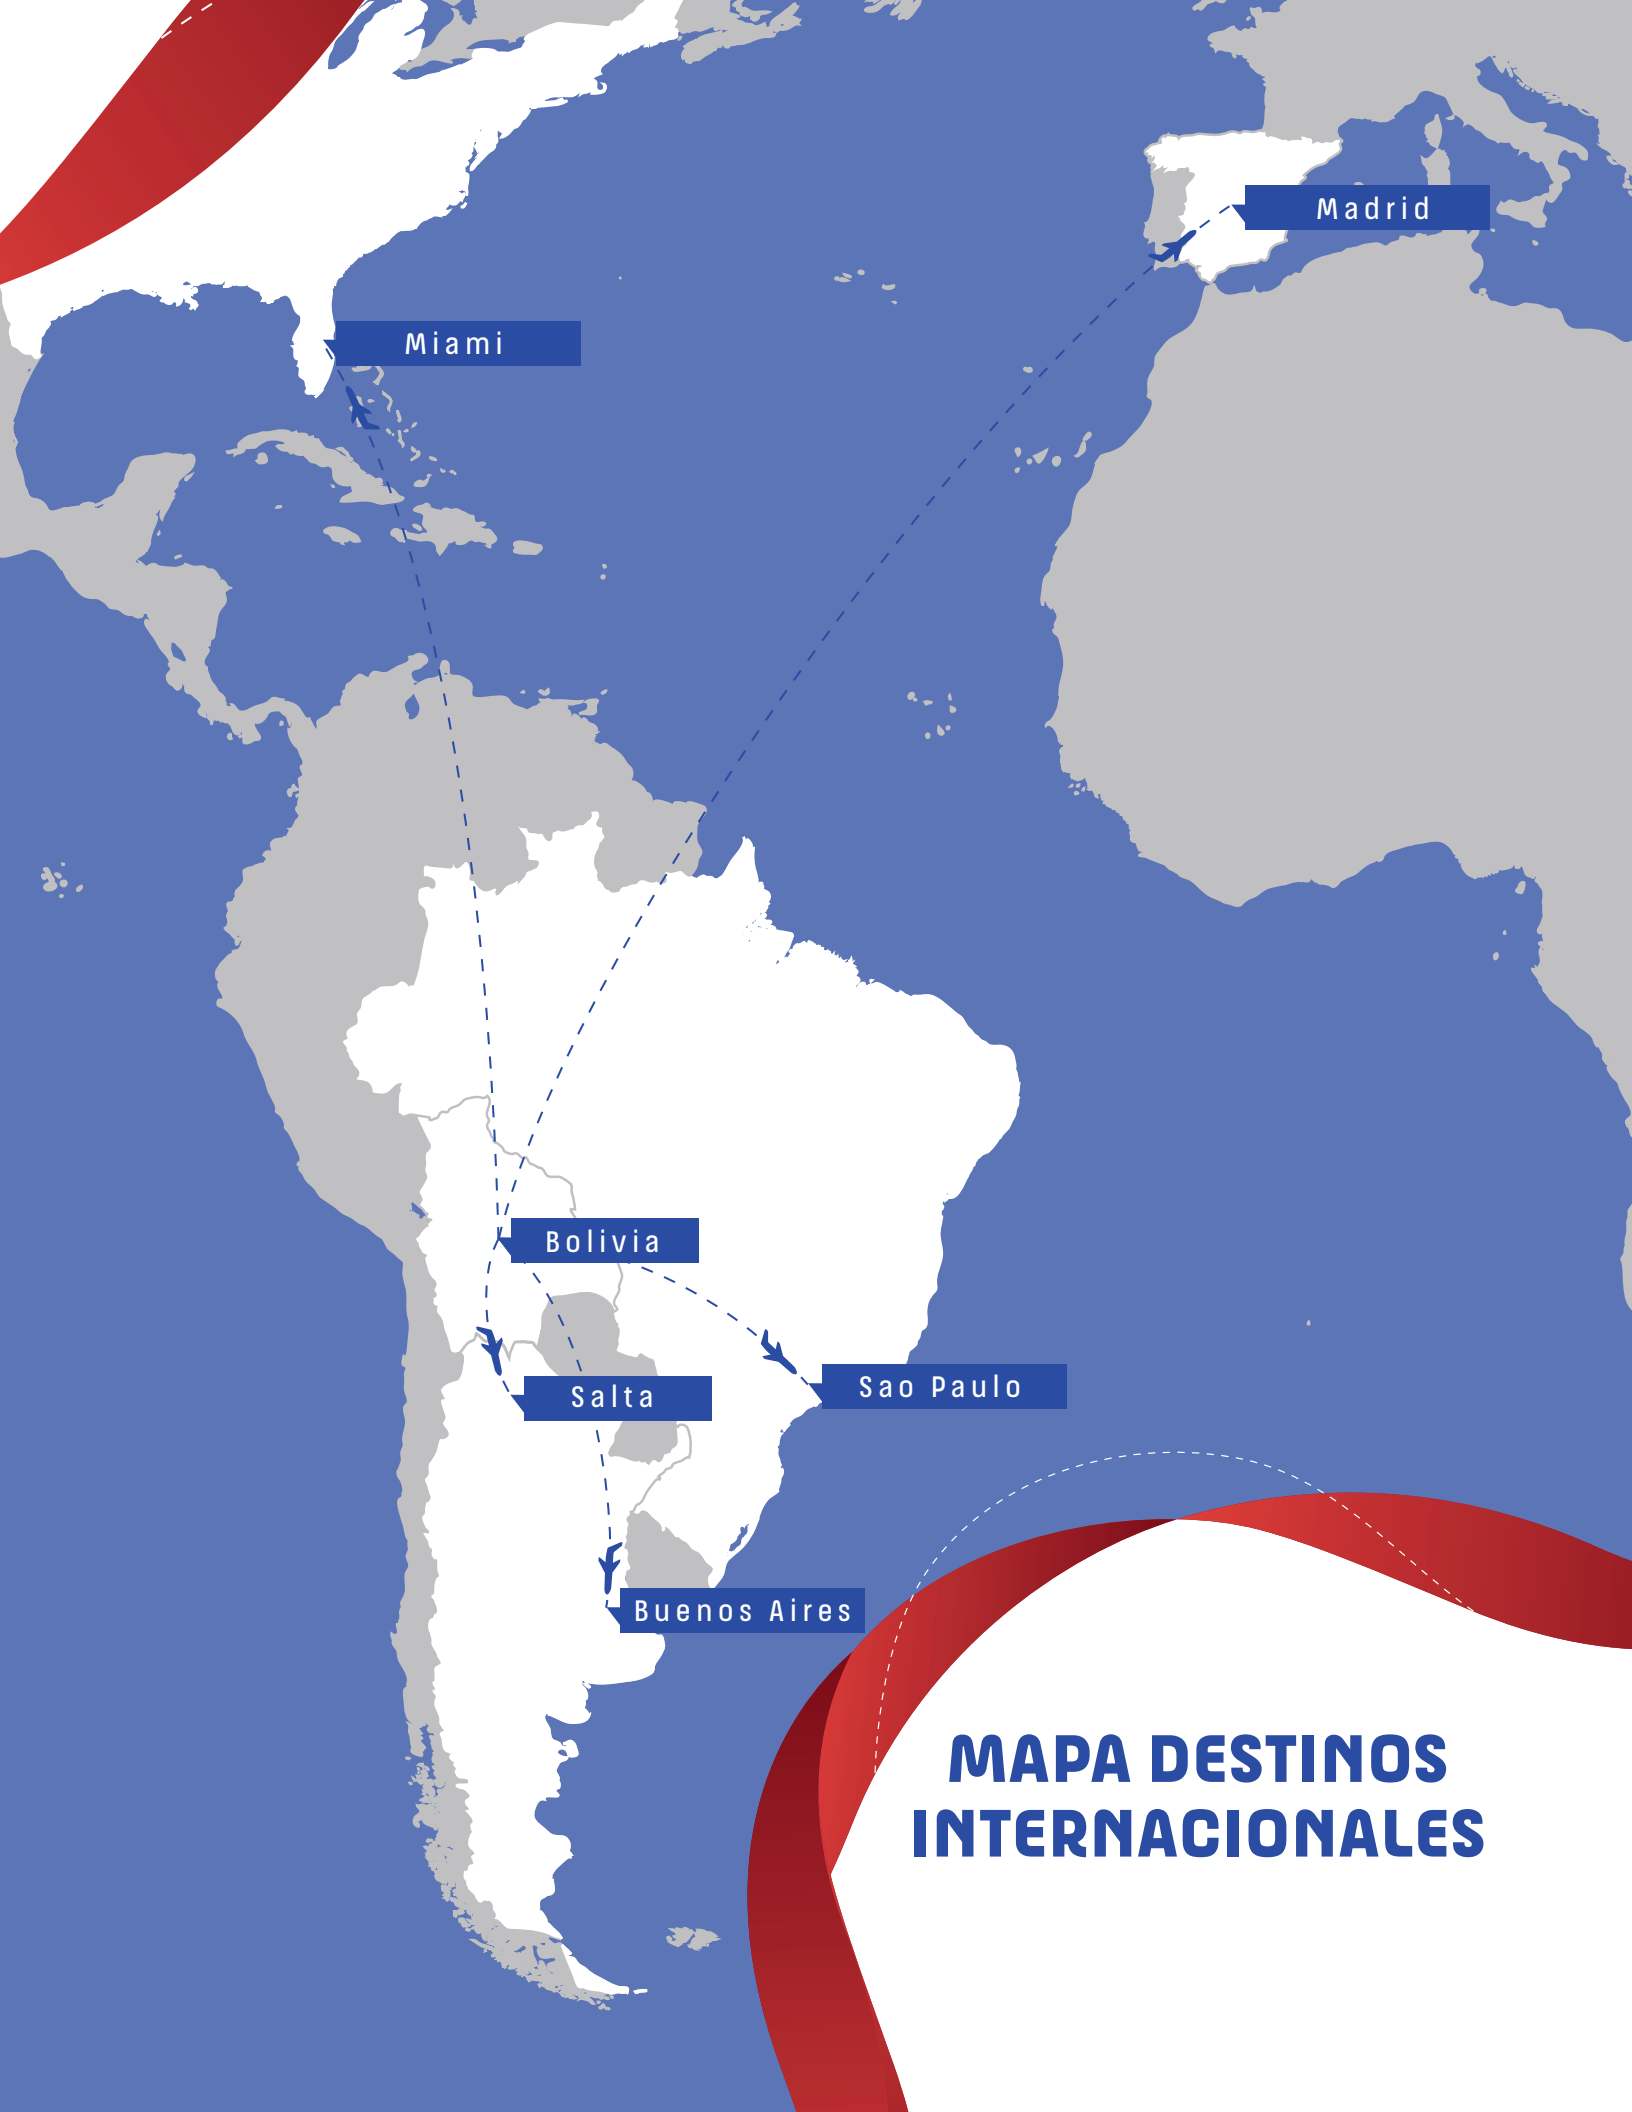 Madrid
Miami
Bolivia
Sao Paulo
Salta
Buenos Aires
MAPA DESTINOS
INTERNACIONALES